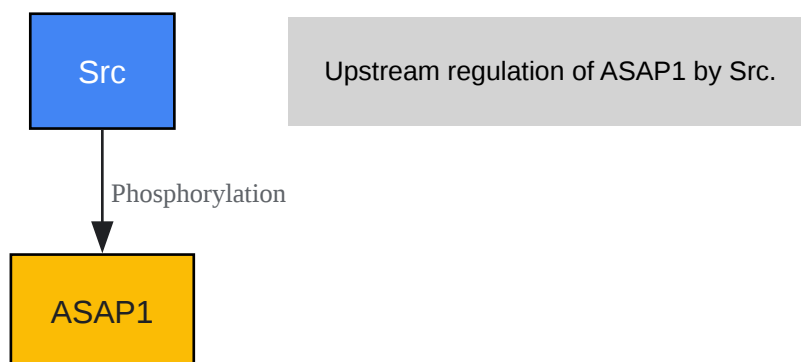 Src
Upstream regulation of ASAP1 by Src.
Phosphorylation
ASAP1